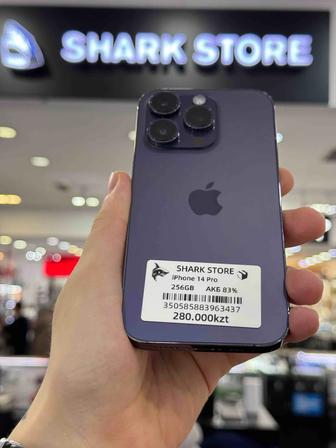 SHARK STORE
SHARK STORE
iPhone 14 Pro
256GB АКБ 83%
350585883963437
280.000kzt